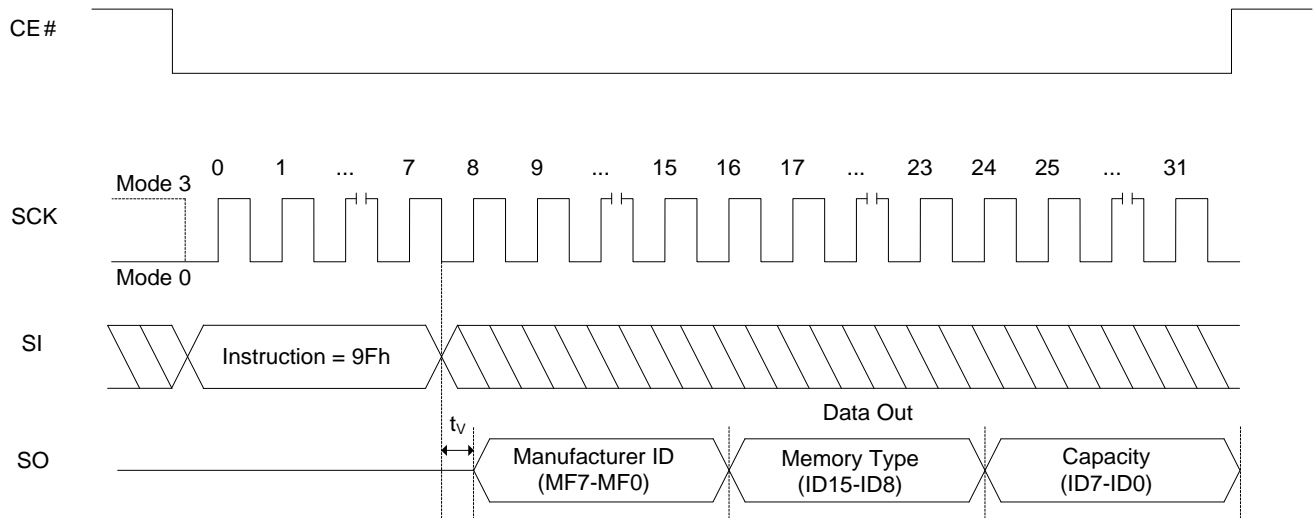 CE#
0 1 ... 7 8 9 ... 15 16 17 ... 23 24 25 ... 31
Mode 3
SCK
Mode 0
SI
Instruction = 9Fh
Data Out
tV
SO
Manufacturer ID
(MF7-MF0)
Memory Type
(ID15-ID8)
Capacity
(ID7-ID0)